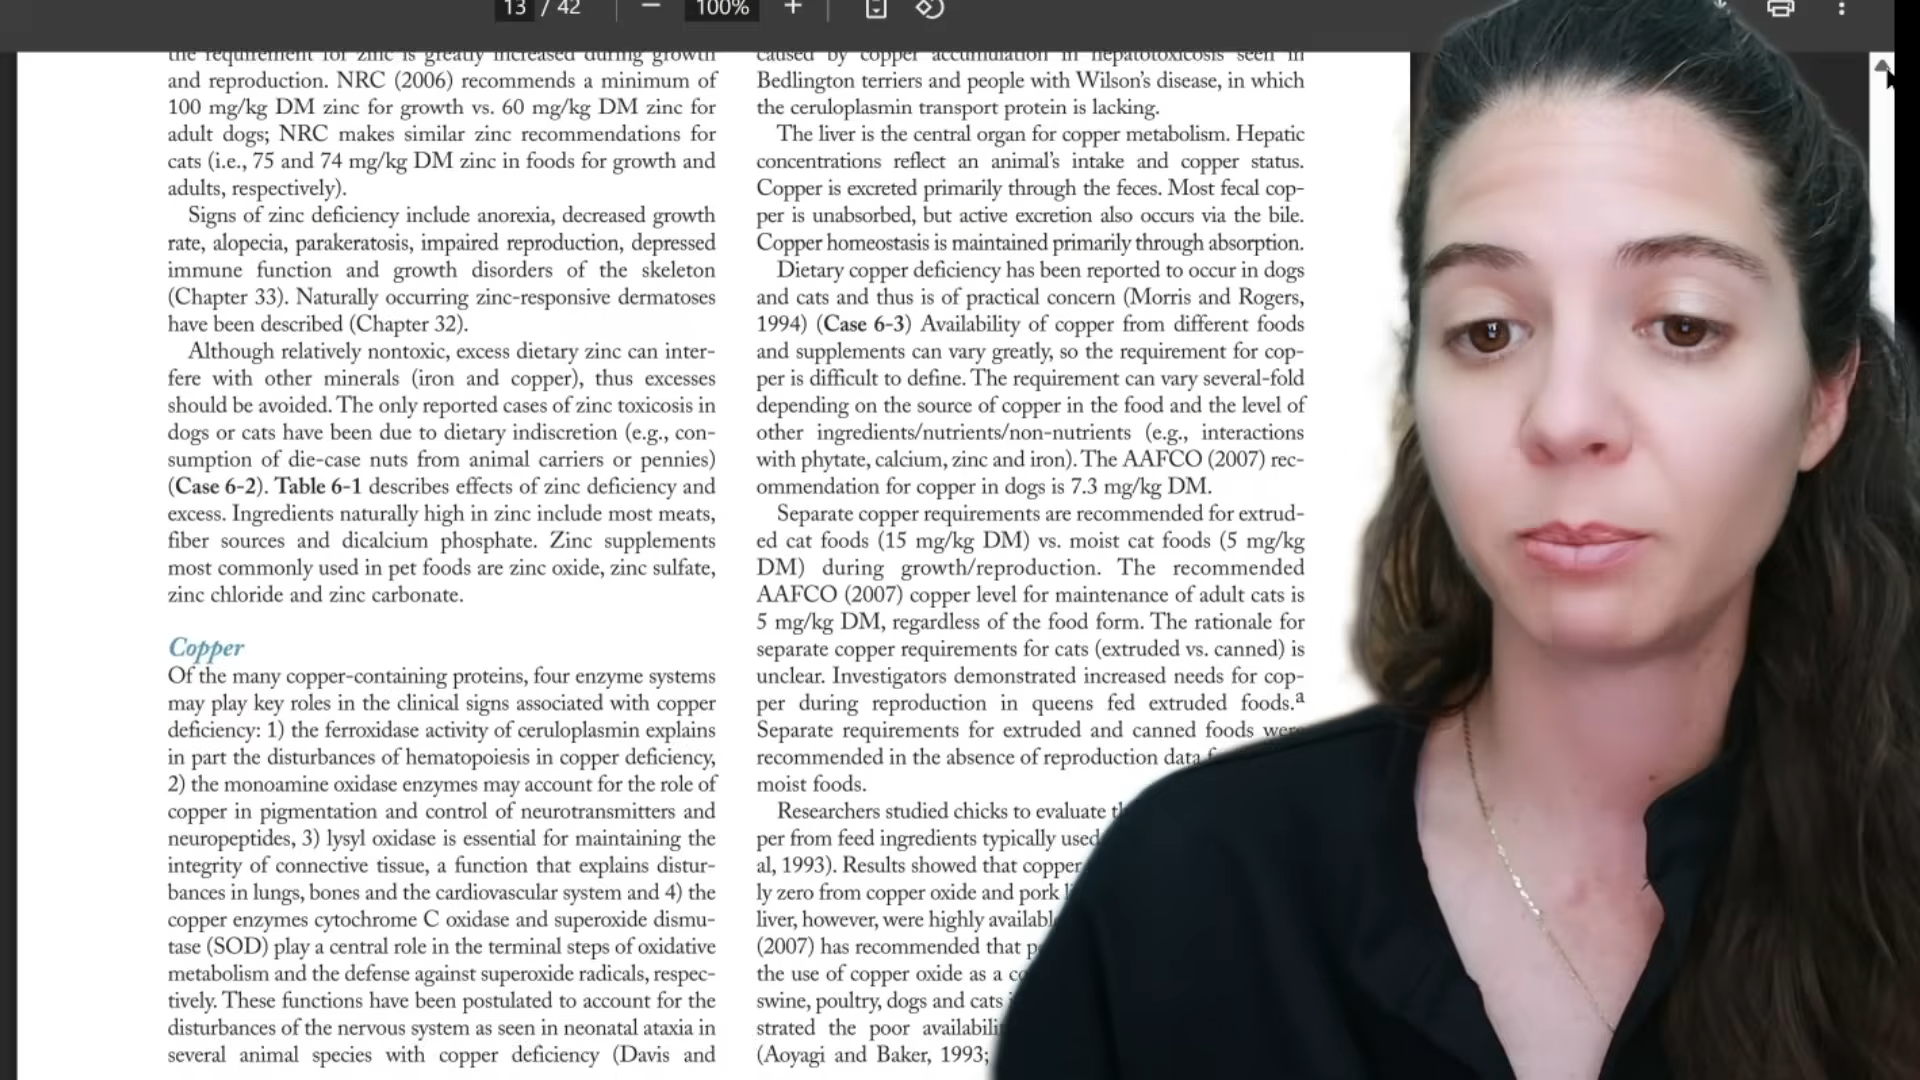 13 / 42
100%
the requirement for zinc is greatly increased during growth
and reproduction. NRC (2006) recommends a minimum of
100 mg/kg DM zinc for growth vs. 60 mg/kg DM zinc for
adult dogs; NRC makes similar zinc recommendations for
cats (i.e., 75 and 74 mg/kg DM zinc in foods for growth and
adults, respectively).
Signs of zinc deficiency include anorexia, decreased growth
rate, alopecia, parakeratosis, impaired reproduction, depressed
immune function and growth disorders of the skeleton
(Chapter 33). Naturally occurring zinc-responsive dermatoses
have been described (Chapter 32).
Although relatively nontoxic, excess dietary zinc can inter-
fere with other minerals (iron and copper), thus excesses
should be avoided. The only reported cases of zinc toxicosis in
dogs or cats have been due to dietary indiscretion (e.g., con-
sumption of die-case nuts from animal carriers or pennies)
(Case 6-2). Table 6-1 describes effects of zinc deficiency and
excess. Ingredients naturally high in zinc include most meats,
fiber sources and dicalcium phosphate. Zinc supplements
most commonly used in pet foods are zinc oxide, zinc sulfate,
zinc chloride and zinc carbonate.
Copper
Of the many copper-containing proteins, four enzyme systems
may play key roles in the clinical signs associated with copper
deficiency: 1) the ferroxidase activity of ceruloplasmin explains
in part the disturbances of hematopoiesis in copper deficiency,
2) the monoamine oxidase enzymes may account for the role of
copper in pigmentation and control of neurotransmitters and
neuropeptides, 3) lysyl oxidase is essential for maintaining the
integrity of connective tissue, a function that explains distur-
bances in lungs, bones and the cardiovascular system and 4) the
copper enzymes cytochrome C oxidase and superoxide dismu-
tase (SOD) play a central role in the terminal steps of oxidative
metabolism and the defense against superoxide radicals, respec-
tively. These functions have been postulated to account for the
disturbances of the nervous system as seen in neonatal ataxia in
several animal species with copper deficiency (Davis and
caused by copper accumulation in hepatotoxicosis seen in
Bedlington terriers and people with Wilson's disease, in which
the ceruloplasmin transport protein is lacking.
The liver is the central organ for copper metabolism. Hepatic
concentrations reflect an animal's intake and copper status.
Copper is excreted primarily through the feces. Most fecal cop-
per is unabsorbed, but active excretion also occurs via the bile.
Copper homeostasis is maintained primarily through absorption.
Dietary copper deficiency has been reported to occur in dogs
and cats and thus is of practical concern (Morris and Rogers,
1994) (Case 6-3) Availability of copper from different foods
and supplements can vary greatly, so the requirement for cop-
per is difficult to define. The requirement can vary several-fold
depending on the source of copper in the food and the level of
other ingredients/nutrients/non-nutrients (e.g., interactions
with phytate, calcium, zinc and iron). The AAFCO (2007) rec-
ommendation for copper in dogs is 7.3 mg/kg DM.
Separate copper requirements are recommended for extrud-
ed cat foods (15 mg/kg DM) vs. moist cat foods (5 mg/kg
DM) during growth/reproduction. The recommended
AAFCO (2007) copper level for maintenance of adult cats is
5 mg/kg DM, regardless of the food form. The rationale for
separate copper requirements for cats (extruded vs. canned) is
unclear. Investigators demonstrated increased needs for cop-
per during reproduction in queens fed extruded foods.a
Separate requirements for extruded and canned foods were
recommended in the absence of reproduction data
moist foods.
Researchers studied chicks to evaluate
per from feed ingredients typically used
al, 1993). Results showed that copper
ly zero from copper oxide and pork
liver, however, were highly
(2007) has recommended that
the use of copper oxide as a
swine, poultry, dogs and cats
strated the poor
(Aoyagi and Baker, 1993;